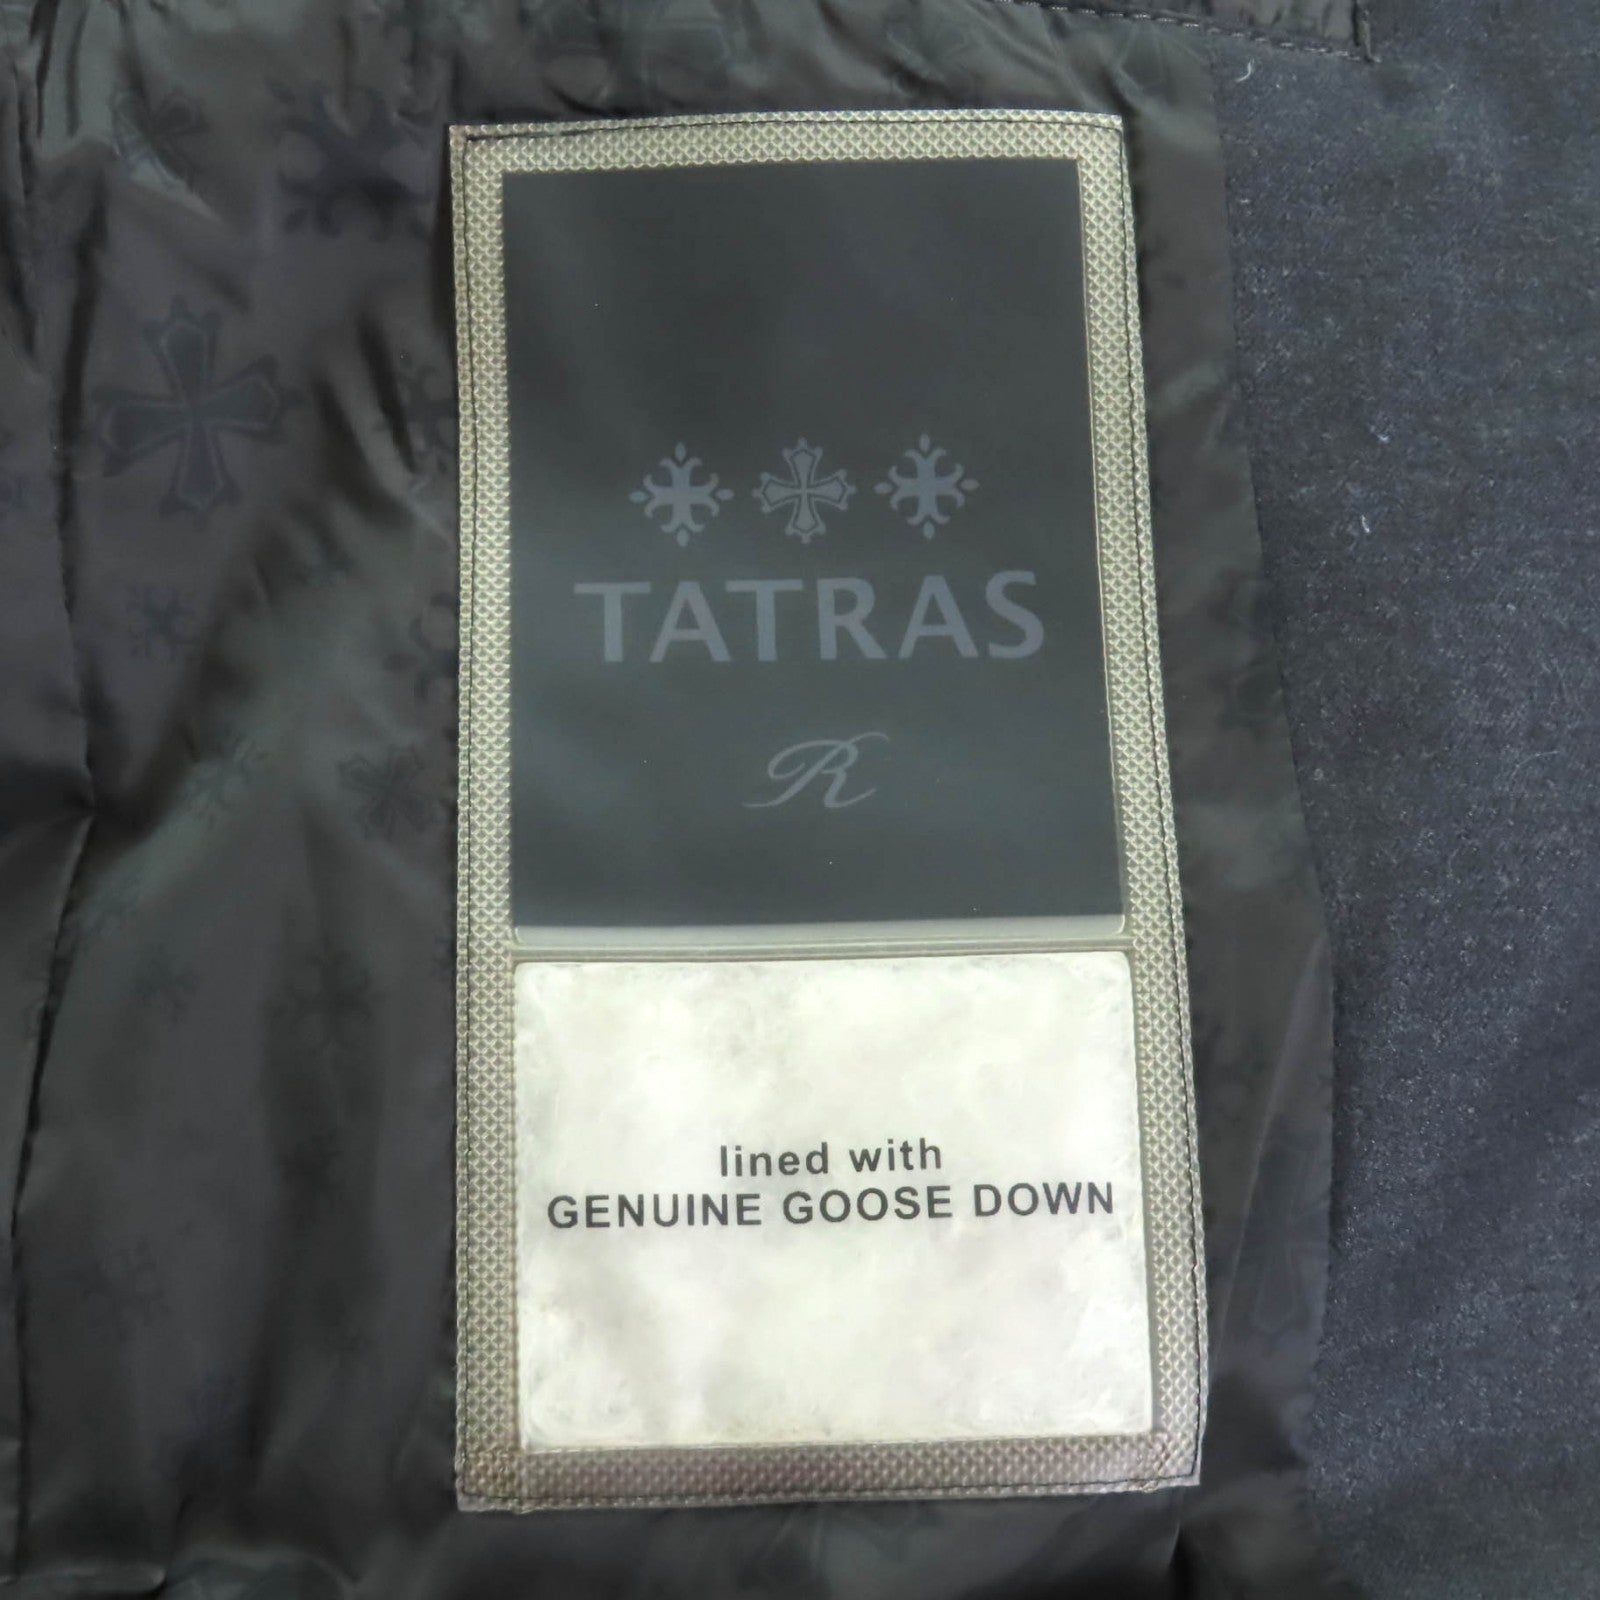 TATRAS
R
lined with
GENUINE GOOSE DOWN